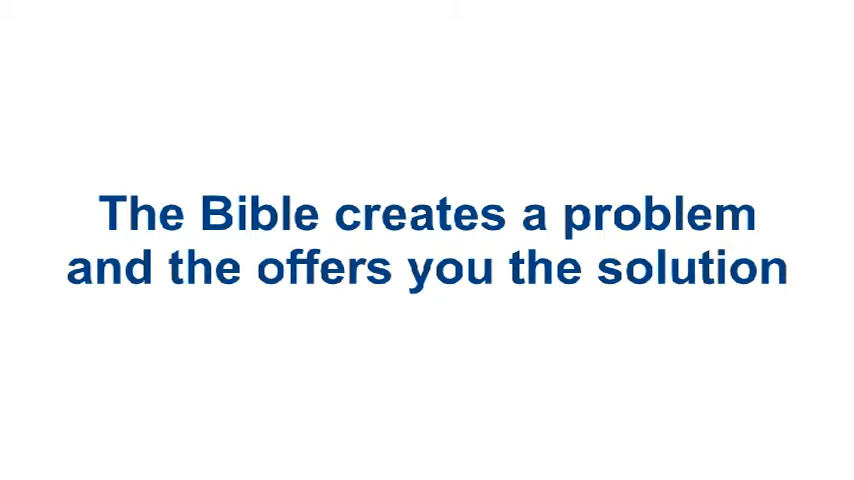 The Bible creates a problem
and the offers you the solution